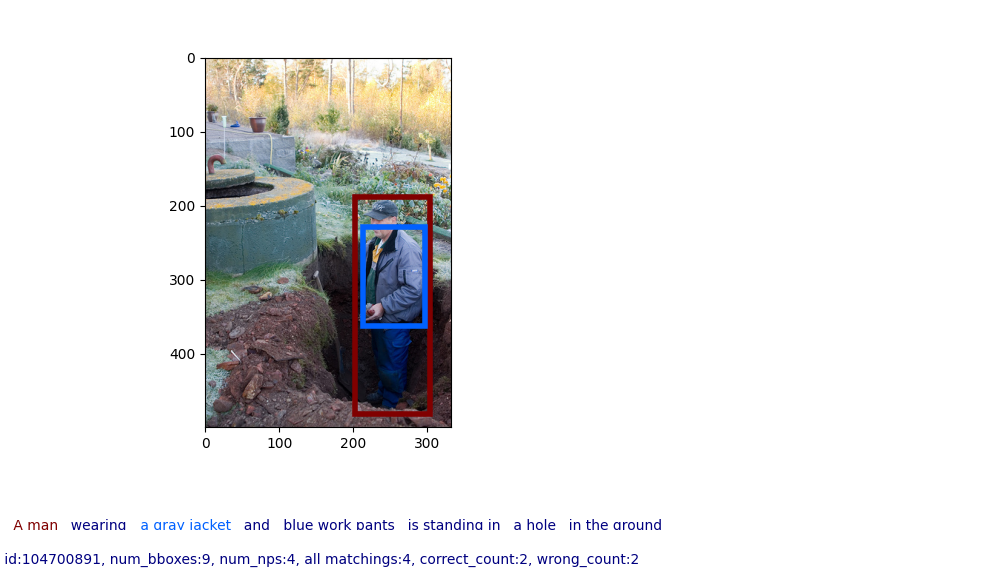 0
100
200
300
400
0 100 200 300
A man wearing a gray jacket and blue work pants is standing in a hole in the ground
id:104700891, num_bboxes:9, num_nps:4, all matchings:4, correct_count:2, wrong_count:2